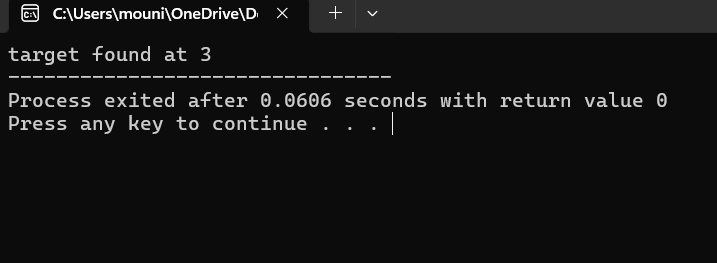 C:\Users\mouni\OneDrive\D
target found at 3
--------------------------------
Process exited after 0.0606 seconds with return value 0
Press any key to continue . . .